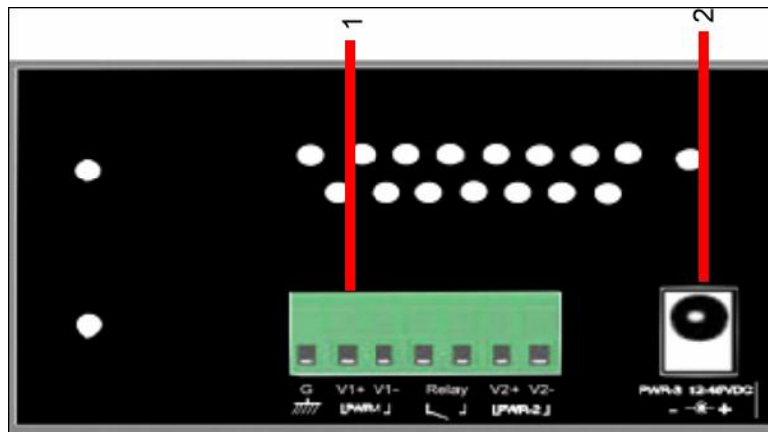 1 2
G V1+ V1- Relay V2+ V2- PWR-3 12-48VDC
PWR-1 PWR-2 - +